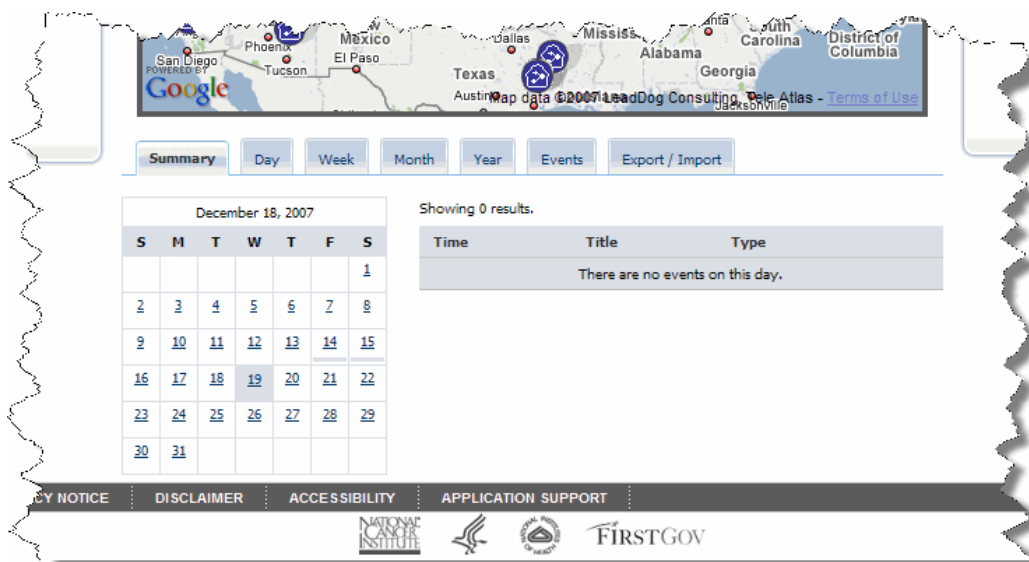 Mexico
Dallas
Alabama
Carolina
District of
Columbia
Phoenix
El Paso
San Diego
Tucson
Texas
Georgia
POWERED BY
Google
Austin
Map data ©2007 LeadDog Consulting, Tele Atlas - Terms of Use
Jacksonville
Summary Day Week Month Year Events Export / Import
December 18, 2007
Showing 0 results.
S M T W T F S
Time Title Type
There are no events on this day.
1
2 3 4 5 6 7 8
9 10 11 12 13 14 15
16 17 18 19 20 21 22
23 24 25 26 27 28 29
30 31
CY NOTICE DISCLAIMER ACCESSIBILITY APPLICATION SUPPORT
NATIONAL
CANCER
INSTITUTE
FIRSTGOV